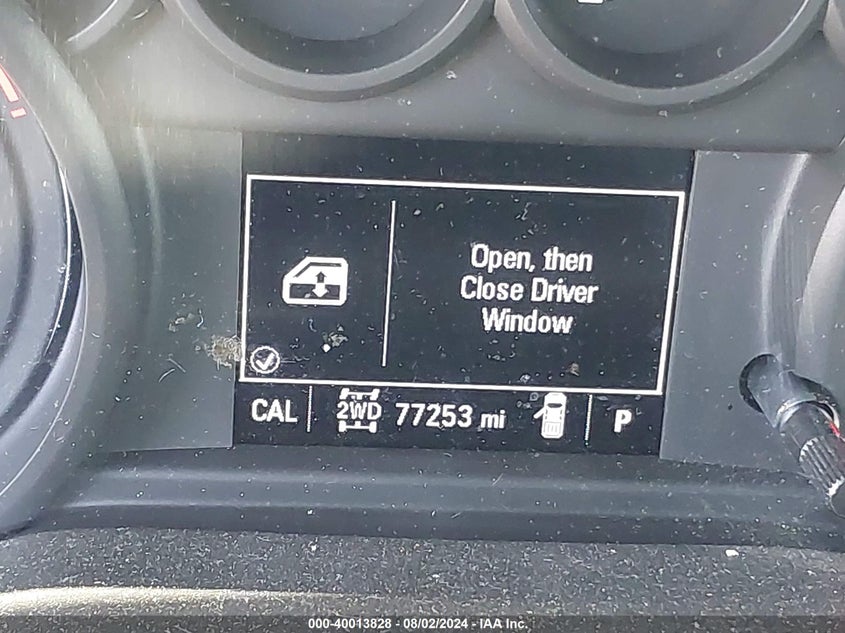 Open, then
Close Driver
Window
CAL 2WD 77253 mi P
000-40013828 - 08/02/2024 - IAA Inc.